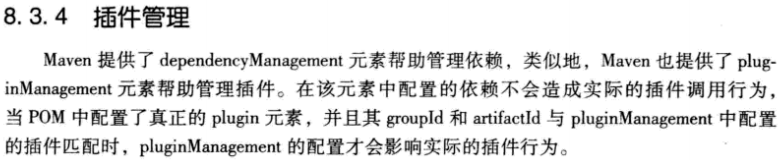 8.3.4 插件管理
Maven 提供了 dependencyManagement 元素帮助管理依赖，类似地，Maven 也提供了 plug-
inManagement 元素帮助管理插件。在该元素中配置的依赖不会造成实际的插件调用行为，
当 POM 中配置了真正的 plugin 元素，并且其 groupId 和 artifactId 与 pluginManagement 中配置
的插件匹配时，pluginManagement 的配置才会影响实际的插件行为。